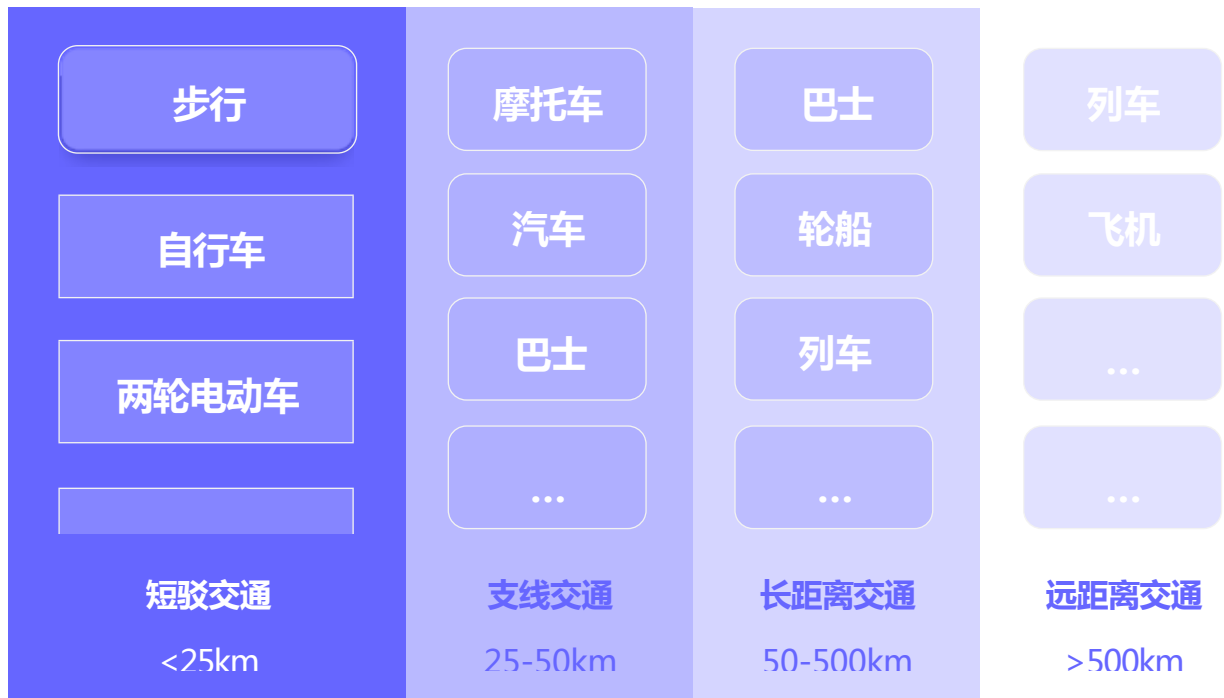 步行
自行车
两轮电动车
短驳交通
<25km
摩托车
汽车
巴士
...
支线交通
25-50km
巴士
轮船
列车
...
长距离交通
50-500km
列车
飞机
...
...
远距离交通
>500km